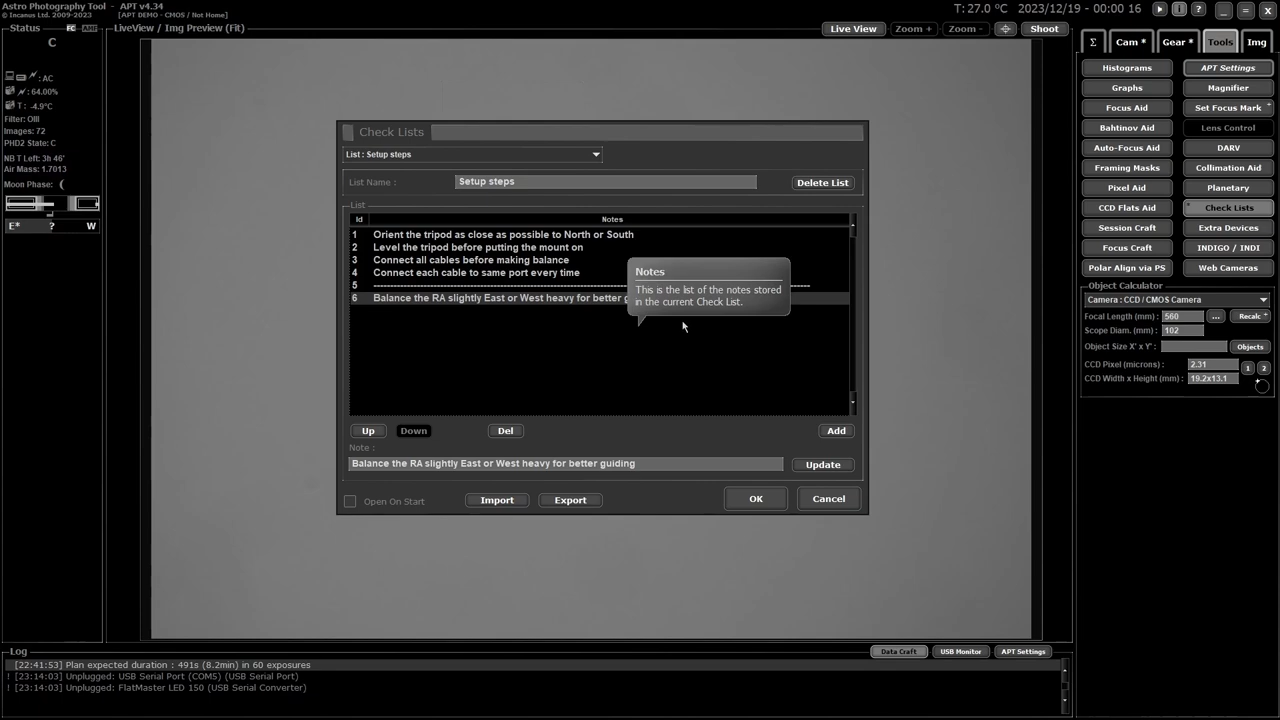 Astro Photography Tool - APT v4.34
© Incanus Ltd. 2009-2023
[APT DEMO - CMOS / Not Home]
T: 27.0 °C 2023/12/19 - 00:00 16
i ?
Status
LiveView / Img Preview (Fit)
Live View
Zoom +
Zoom -
Shoot
Σ
Cam *
Gear *
Tools
Img
C
: AC
: 64.00%
T : -4.9°C
Filter: OIII
Images: 72
PHD2 State: C
NB T Left: 3h 46'
Air Mass: 1.7013
Moon Phase:
E* ? W
Histograms
APT Settings
Graphs
Magnifier
Focus Aid
Set Focus Mark
Bahtinov Aid
Lens Control
Auto-Focus Aid
DARV
Framing Masks
Collimation Aid
Pixel Aid
Planetary
CCD Flats Aid
Check Lists
Session Craft
Extra Devices
Focus Craft
INDIGO / INDI
Polar Align via PS
Web Cameras
Object Calculator
Camera : CCD / CMOS Camera
Focal Length (mm) : 560 ... Recalc
Scope Diam. (mm) : 102
Object Size X' x Y' : Objects
CCD Pixel (microns) : 2.31
CCD Width x Height (mm) : 19.2x13.1
1 2
Check Lists
List : Setup steps
List Name : Setup steps
Delete List
List
Id Notes
1 Orient the tripod as close as possible to North or South
2 Level the tripod before putting the mount on
3 Connect all cables before making balance
4 Connect each cable to same port every time
5 ----------------------------------------------------------------
6 Balance the RA slightly East or West heavy for better g
Notes
This is the list of the notes stored
in the current Check List.
Up
Down
Del
Add
Note :
Balance the RA slightly East or West heavy for better guiding
Update
Open On Start
Import
Export
OK
Cancel
Log
Data Craft
USB Monitor
APT Settings
[22:41:53] Plan expected duration : 491s (8.2min) in 60 exposures
! [23:14:03] Unplugged: USB Serial Port (COM5) (USB Serial Port)
! [23:14:03] Unplugged: FlatMaster LED 150 (USB Serial Converter)